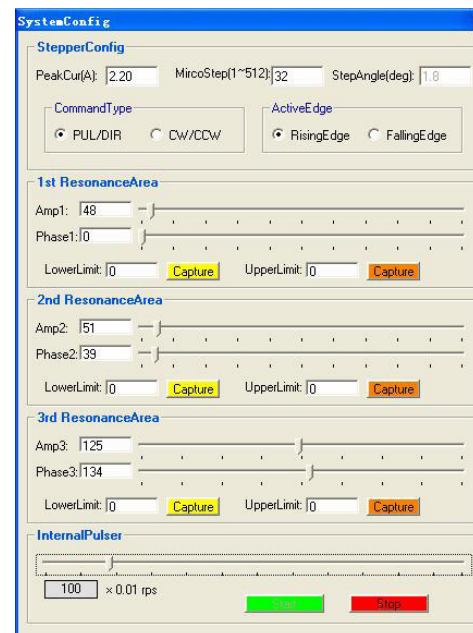 SystemConfig
StepperConfig
PeakCur(A): 2.20 MircoStep(1~512): 32 StepAngle(deg): 1.8
CommandType ActiveEdge
PUL/DIR CW/CCW RisingEdge FallingEdge
1st ResonanceArea
Amp1: 48
Phase1: 0
LowerLimit: 0 Capture UpperLimit: 0 Capture
2nd ResonanceArea
Amp2: 51
Phase2: 39
LowerLimit: 0 Capture UpperLimit: 0 Capture
3rd ResonanceArea
Amp3: 125
Phase3: 134
LowerLimit: 0 Capture UpperLimit: 0 Capture
InternalPulser
100 × 0.01 rps Start Stop